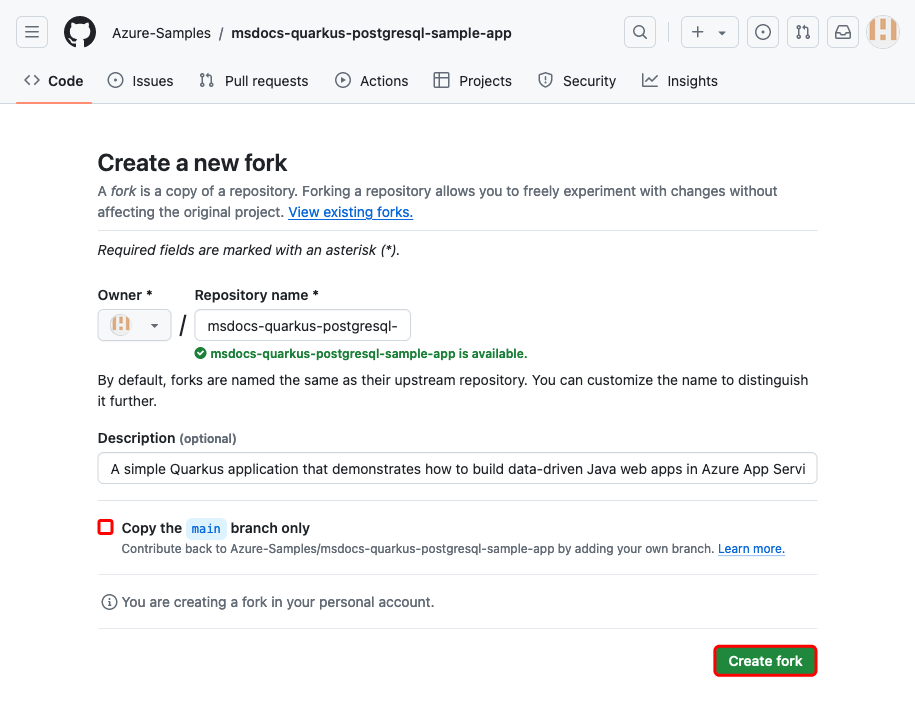 Azure-Samples / msdocs-quarkus-postgresql-sample-app
Code Issues Pull requests Actions Projects Security Insights
Create a new fork
A fork is a copy of a repository. Forking a repository allows you to freely experiment with changes without
affecting the original project. View existing forks.
Required fields are marked with an asterisk (*).
Owner * Repository name *
/ msdocs-quarkus-postgresql-
msdocs-quarkus-postgresql-sample-app is available.
By default, forks are named the same as their upstream repository. You can customize the name to distinguish
it further.
Description (optional)
A simple Quarkus application that demonstrates how to build data-driven Java web apps in Azure App Servi
Copy the main branch only
Contribute back to Azure-Samples/msdocs-quarkus-postgresql-sample-app by adding your own branch. Learn more.
You are creating a fork in your personal account.
Create fork